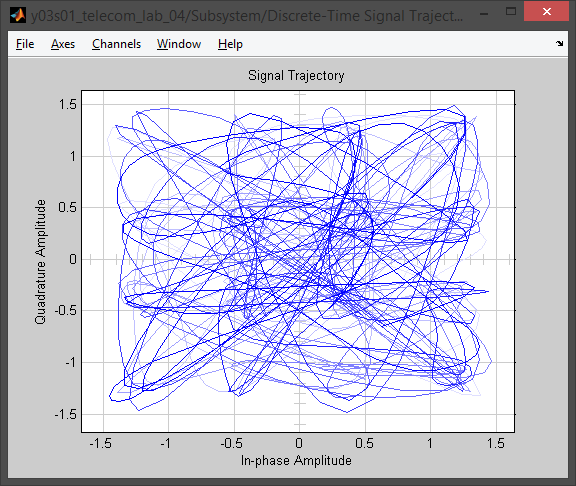 y03s01_telecom_lab_04/Subsystem/Discrete-Time Signal Traject...
File Axes Channels Window Help
Signal Trajectory
1.5
1
0.5
0
-0.5
-1
-1.5
Quadrature Amplitude
-1.5 -1 -0.5 0 0.5 1 1.5
In-phase Amplitude